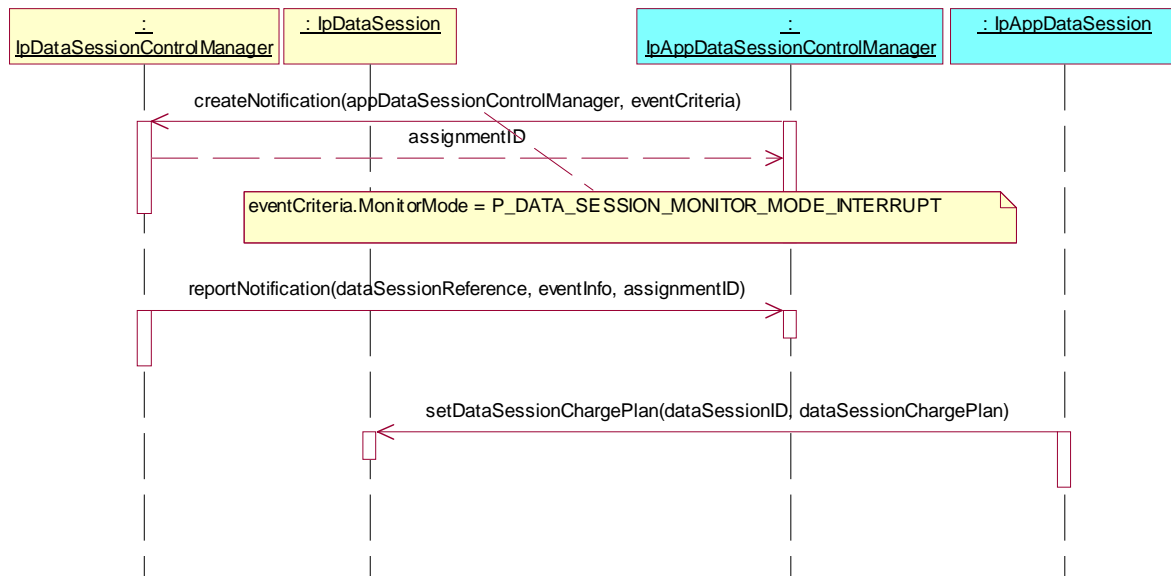 :
IpDataSessionControlManager
: IpDataSession
:
IpAppDataSessionControlManager
: IpAppDataSession
createNotification(appDataSessionControlManager, eventCriteria)
assignmentID
eventCriteria.MonitorMode = P_DATA_SESSION_MONITOR_MODE_INTERRUPT
reportNotification(dataSessionReference, eventInfo, assignmentID)
setDataSessionChargePlan(dataSessionID, dataSessionChargePlan)